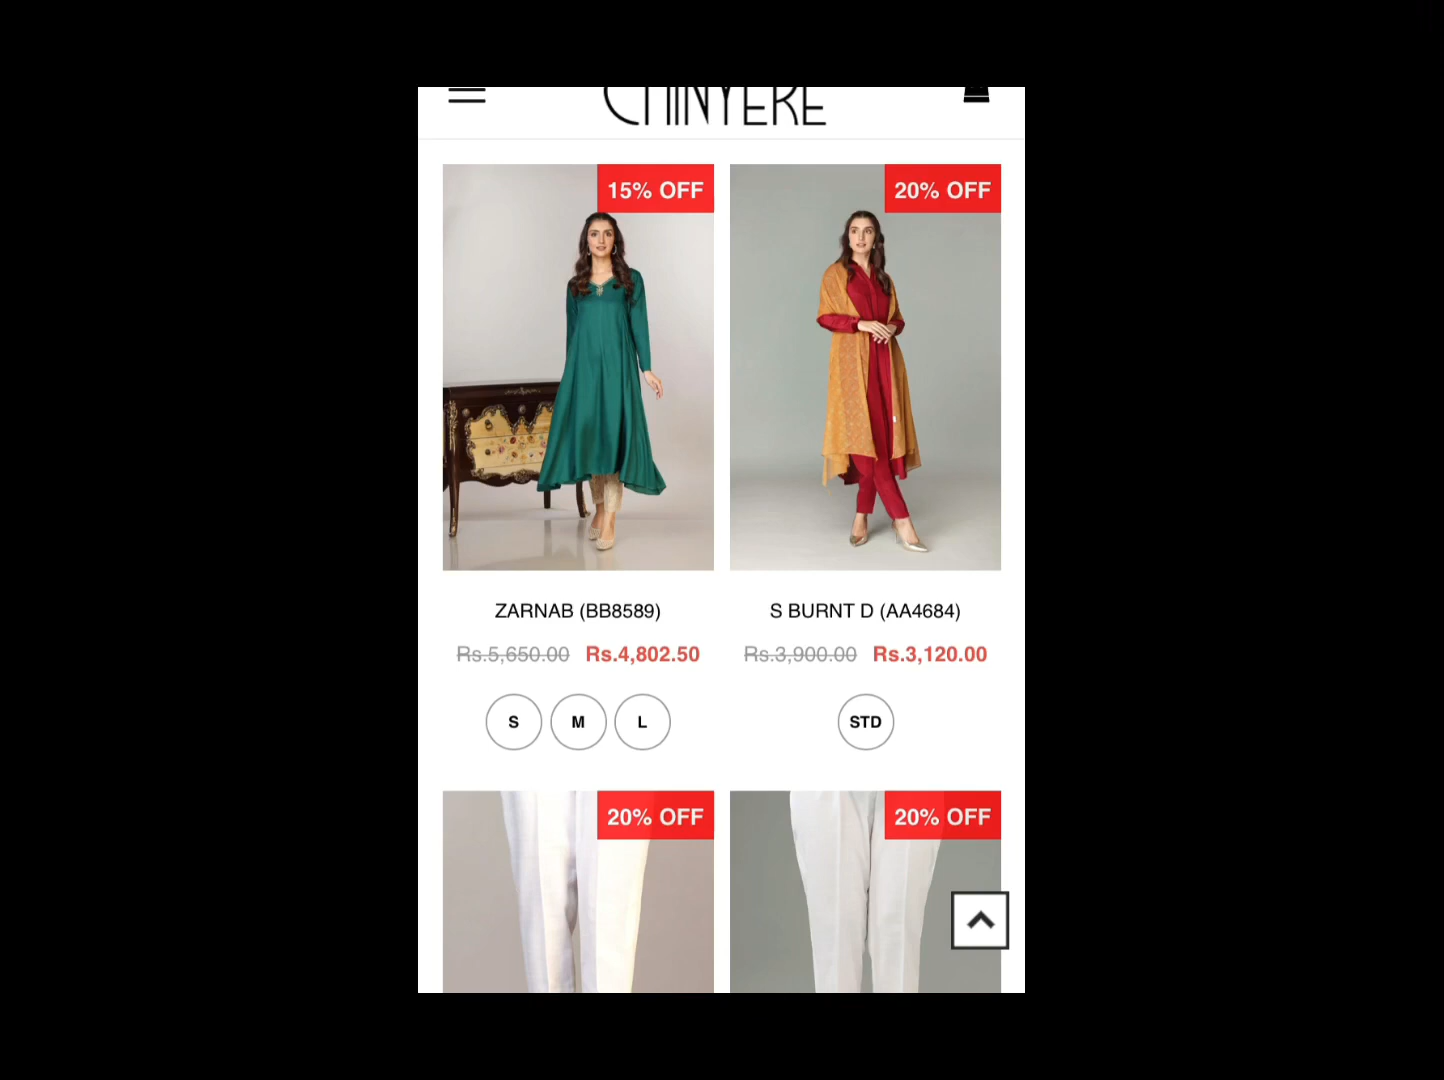 CHINYERE
15% OFF
20% OFF
ZARNAB (BB8589)
S BURNT D (AA4684)
Rs.5,650.00 Rs.4,802.50
Rs.3,900.00 Rs.3,120.00
S M L
STD
20% OFF
20% OFF